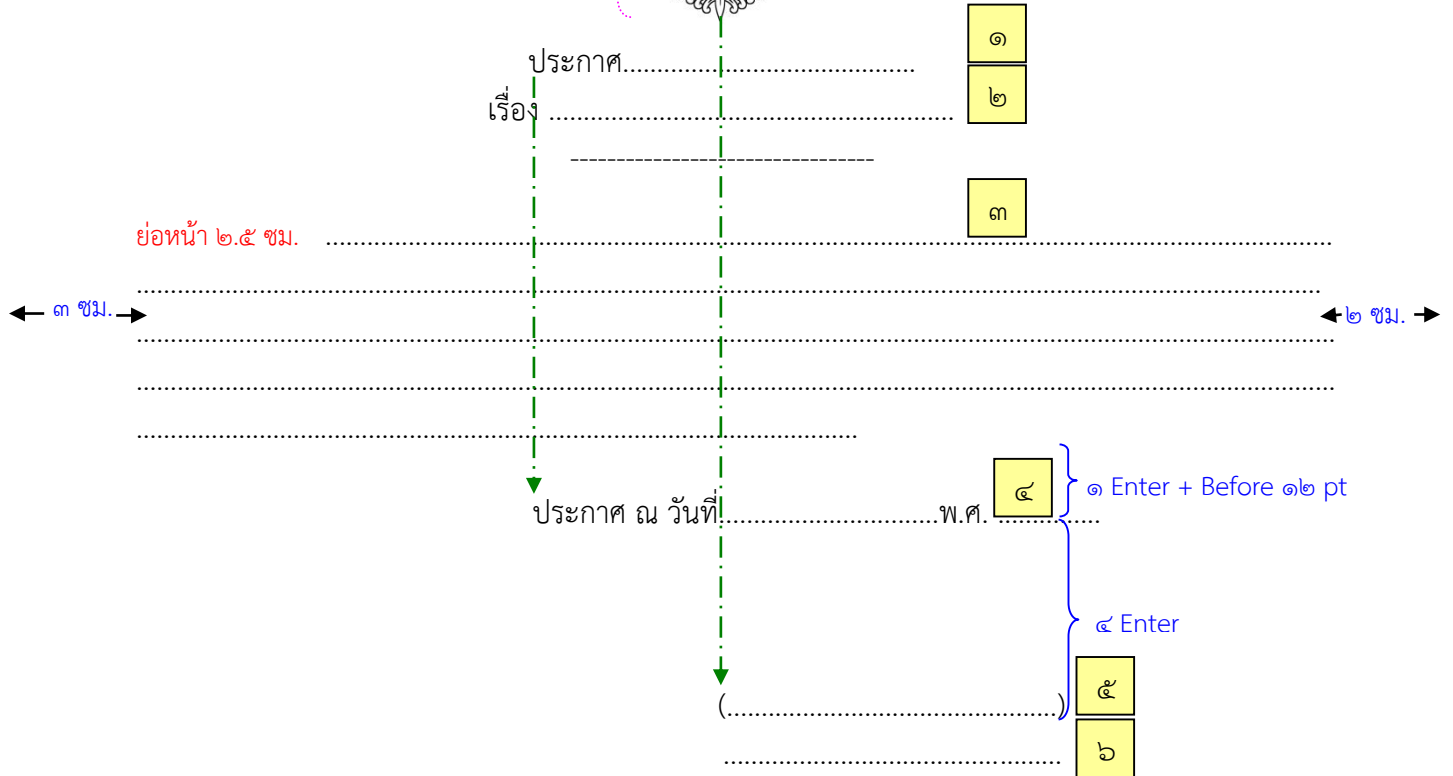 ๑
ประกาศ..........................................
๒
เรื่อง ...........................................................
---------------------------------
๓
ย่อหน้า ๒.๕ ซม. ....................................................................................................................................................
..............................................................................................................................................................................
๓ ซม.
๒ ซม.
................................................................................................................................................................................
................................................................................................................................................................................
..........................................................................................................
๔
๑ Enter + Before ๑๒ pt
ประกาศ ณ วันที่................................พ.ศ. ...............
๔ Enter
๕
(................................................)
๖
.................................................